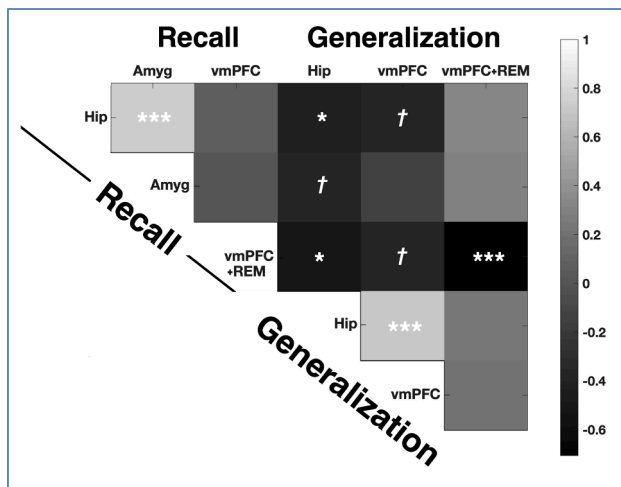 Recall Generalization
Amyg vmPFC Hip vmPFC vmPFC+REM
Hip *** * † 
Amyg †
vmPFC
+REM * † ***
Hip ***
vmPFC
Recall
Generalization
1
0.8
0.6
0.4
0.2
0
-0.2
-0.4
-0.6